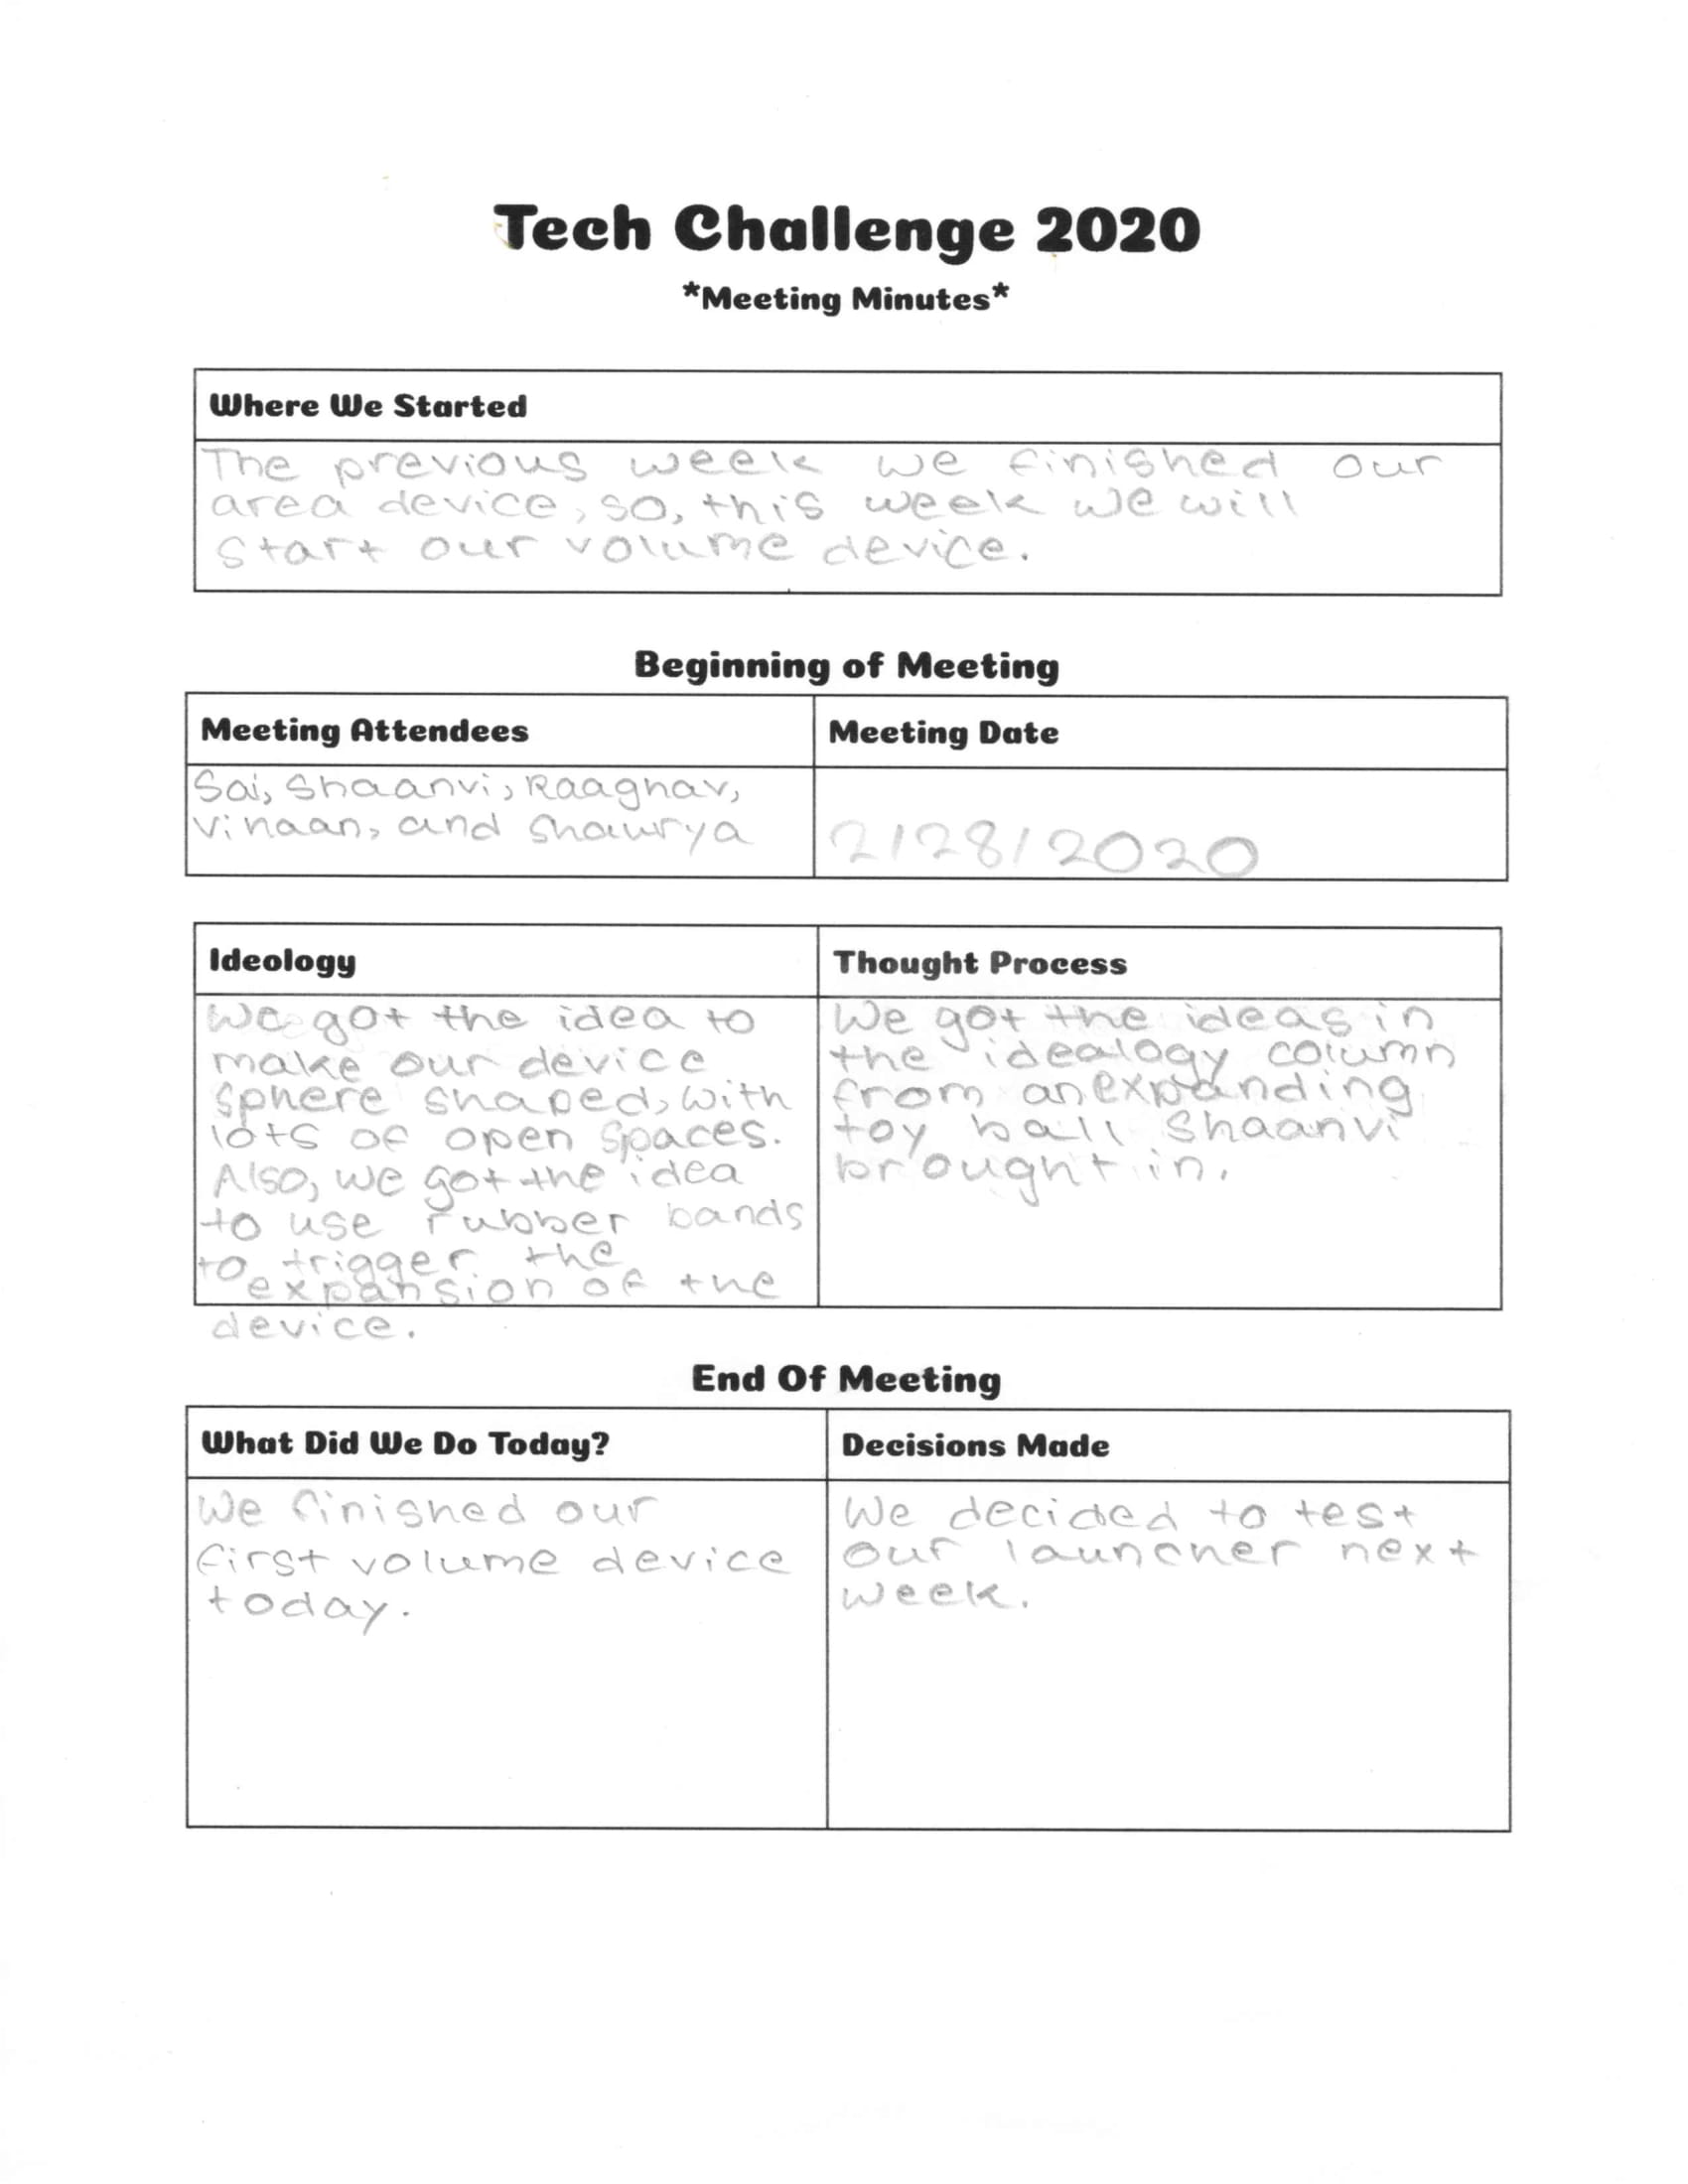 Tech Challenge 2020
*Meeting Minutes*
Where We Started
The previous week we finished our
area device, so, this week we will
start our volume device.
Beginning of Meeting
Meeting Attendees
Meeting Date
Sai, Shaanvi, Raaghav,
Vihaan, and Shaurya
2/28/2020
Ideology
We got the idea to
make our device
sphere shaped, with
lots of open spaces.
Also, we got the idea
to use rubber bands
to trigger the
expansion of the
device.
Thought Process
We got the ideas in
the idealogy column
from an expanding
toy ball Shaanvi
brought in.
End Of Meeting
What Did We Do Today?
We finished our
first volume device
today.
Decisions Made
We decided to test
our launcher next
week.